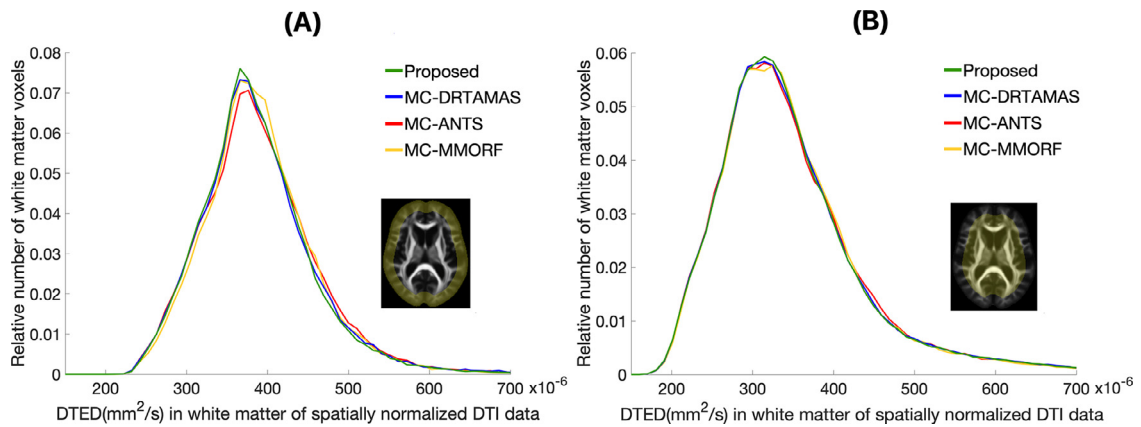 (A)
Relative number of white matter voxels
0.08
0.07
0.06
0.05
0.04
0.03
0.02
0.01
0
Proposed
MC-DRTAMAS
MC-ANTS
MC-MMORF
200
300
400
500
600
700 x10-6
DTED(mm2/s) in white matter of spatially normalized DTI data
(B)
Relative number of white matter voxels
0.06
0.05
0.04
0.03
0.02
0.01
0
Proposed
MC-DRTAMAS
MC-ANTS
MC-MMORF
200
300
400
500
600
700 x10-6
DTED(mm2/s) in white matter of spatially normalized DTI data